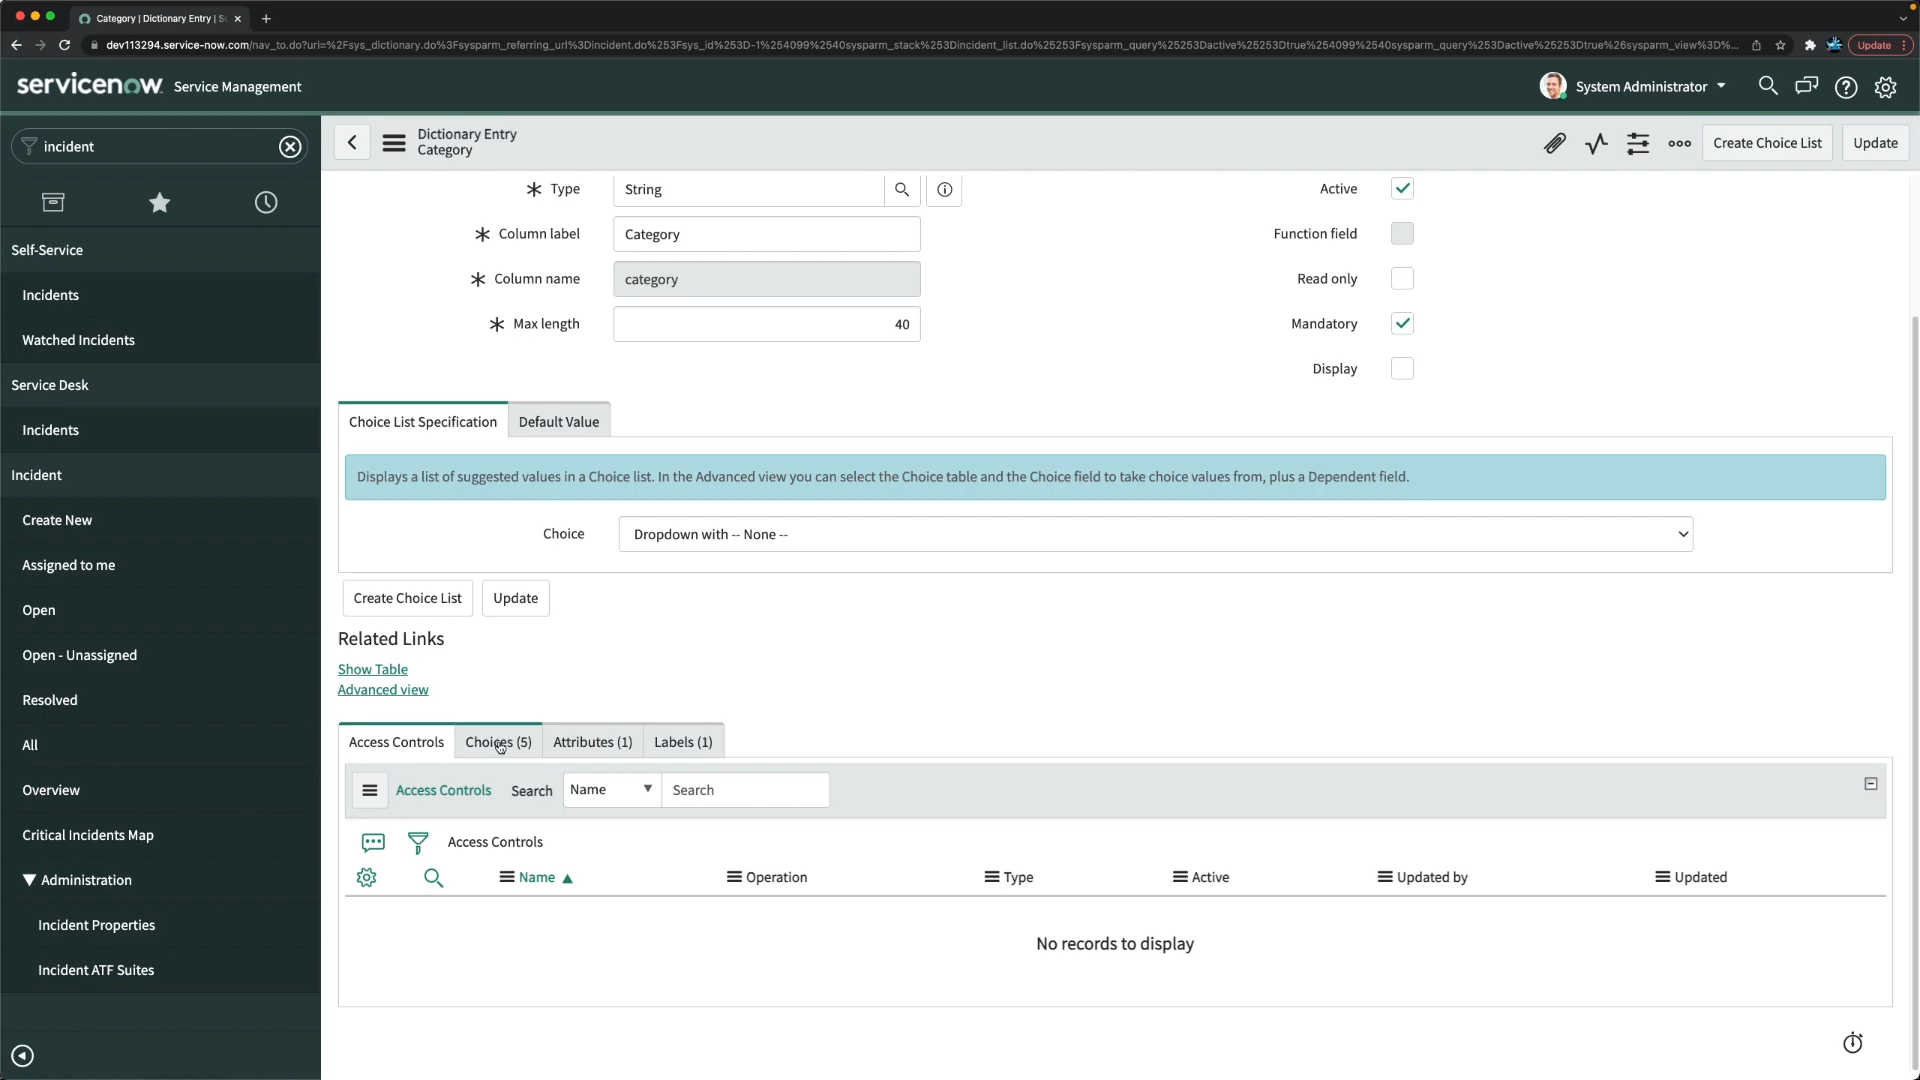 Category | Dictionary Entry | S
dev113294.service-now.com/nav_to.do?uri=%2Fsys_dictionary.do%3Fsysparm_referring_url%3Dincident.do%253Fsys_id%253D-1%254099%2540sysparm_stack%253Dincident_list.do%25253Fsysparm_query%25253Dactive%25253Dtrue%254099%2540sysparm_query%253Dactive%25253Dtrue%26sysparm_view%3D%...
Update
servicenow Service Management
System Administrator
incident
Dictionary Entry
Category
Create Choice List
Update
Self-Service
Incidents
Watched Incidents
Service Desk
Incidents
Incident
Create New
Assigned to me
Open
Open - Unassigned
Resolved
All
Overview
Critical Incidents Map
Administration
Incident Properties
Incident ATF Suites
Type String
Column label Category
Column name category
Max length 40
Active
Function field
Read only
Mandatory
Display
Choice List Specification Default Value
Displays a list of suggested values in a Choice list. In the Advanced view you can select the Choice table and the Choice field to take choice values from, plus a Dependent field.
Choice Dropdown with -- None --
Create Choice List Update
Related Links
Show Table
Advanced view
Access Controls Choices (5) Attributes (1) Labels (1)
Access Controls Search Name Search
Access Controls
Name Operation Type Active Updated by Updated
No records to display